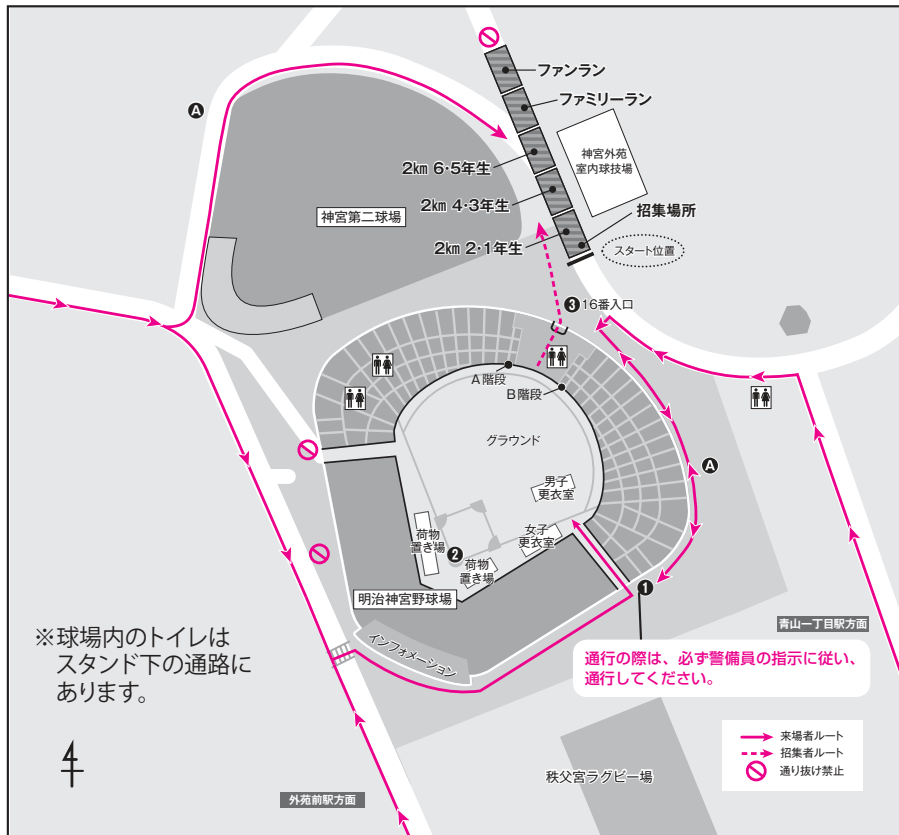 ファンラン
ファミリーラン
A
2km 6・5年生
神宮外苑
室内球技場
2km 4・3年生
招集場所
神宮第二球場
2km 2・1年生
スタート位置
❸16番入口
A階段
B階段
グラウンド
A
男子
更衣室
女子
更衣室
荷物
置き場
❷
荷物
置き場
❶
明治神宮野球場
インフォメーション
青山一丁目駅方面
※球場内のトイレは
スタンド下の通路に
あります。
通行の際は、必ず警備員の指示に従い、
通行してください。
来場者ルート
招集者ルート
通り抜け禁止
秩父宮ラグビー場
外苑前駅方面
4